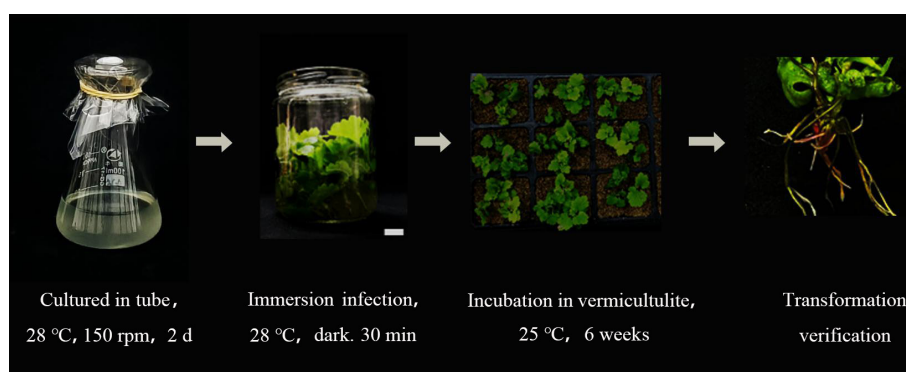 100ml
Cultured in tube,
28 ℃, 150 rpm, 2 d
Immersion infection,
28 ℃, dark. 30 min
Incubation in vermicultulite,
25 ℃, 6 weeks
Transformation
verification